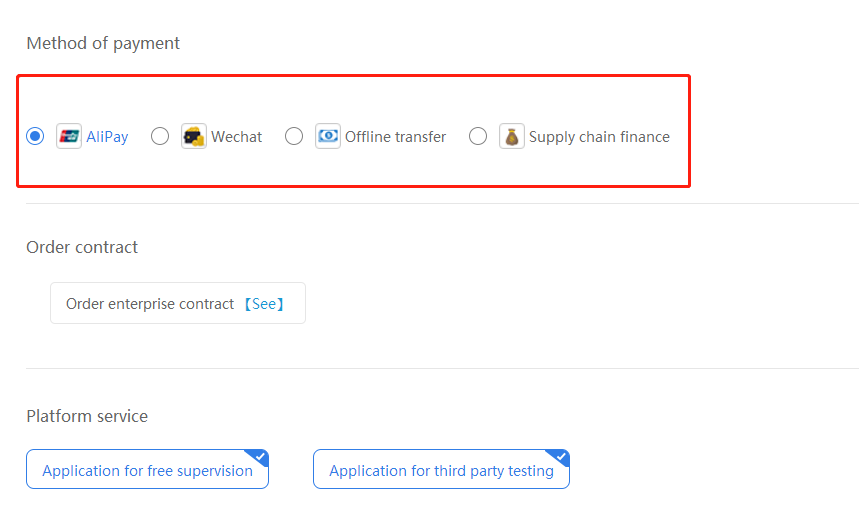 Method of payment
AliPay Wechat Offline transfer Supply chain finance
Order contract
Order enterprise contract 【See】
Platform service
Application for free supervision Application for third party testing